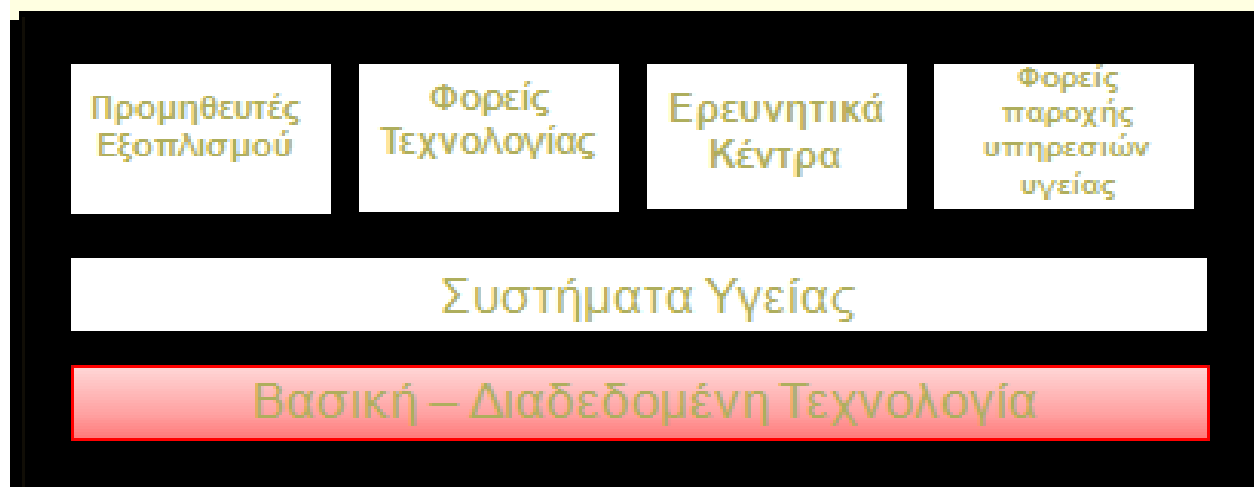 Προμηθευτές
Εξοπλισμού
Φορείς
Τεχνολογίας
Ερευνητικά
Κέντρα
Φορείς
παροχής
υπηρεσιών
υγείας
Συστήματα Υγείας
Βασική – Διαδεδομένη Τεχνολογία